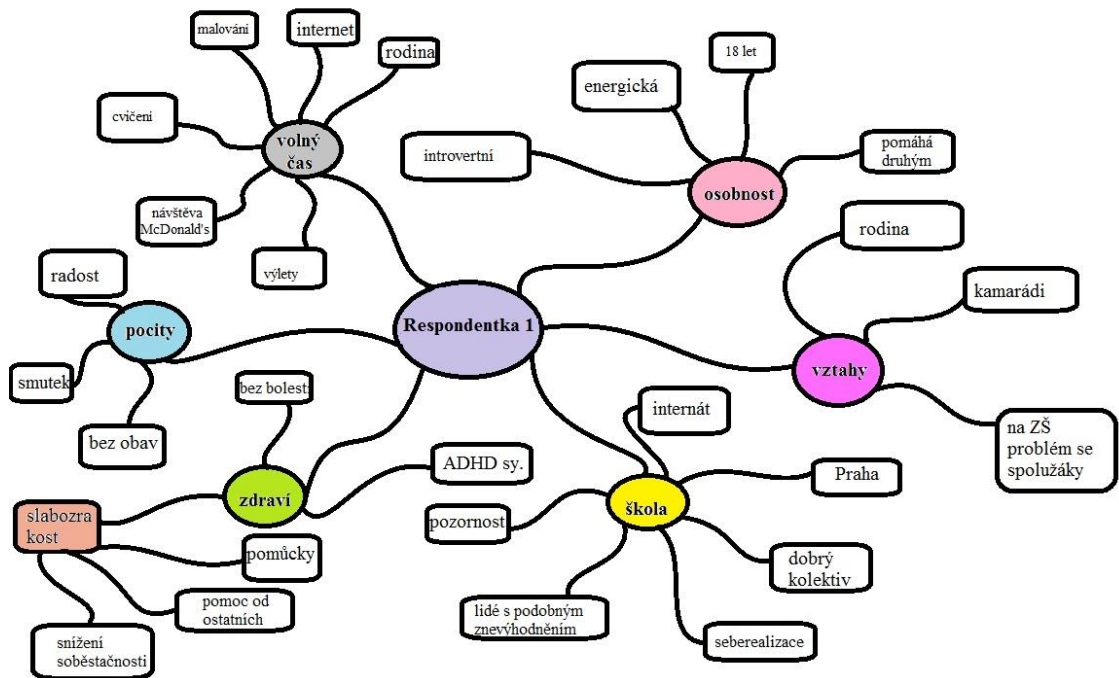 malování
internet
rodina
cvičení
volný
čas
návštěva
McDonald's
výlety
energická
18 let
introvertní
pomáhá
druhým
osobnost
radost
pocity
smutek
bez obav
Respondentka 1
rodina
kamarádi
vztahy
na ZŠ
problém se
spolužáky
bez bolesti
ADHD sy.
zdraví
slabozra
kost
pomůcky
pomoc od
ostatních
snížení
soběstačnosti
internát
Praha
pozornost
škola
dobrý
kolektiv
lidé s podobným
znevýhodněním
seberealizace